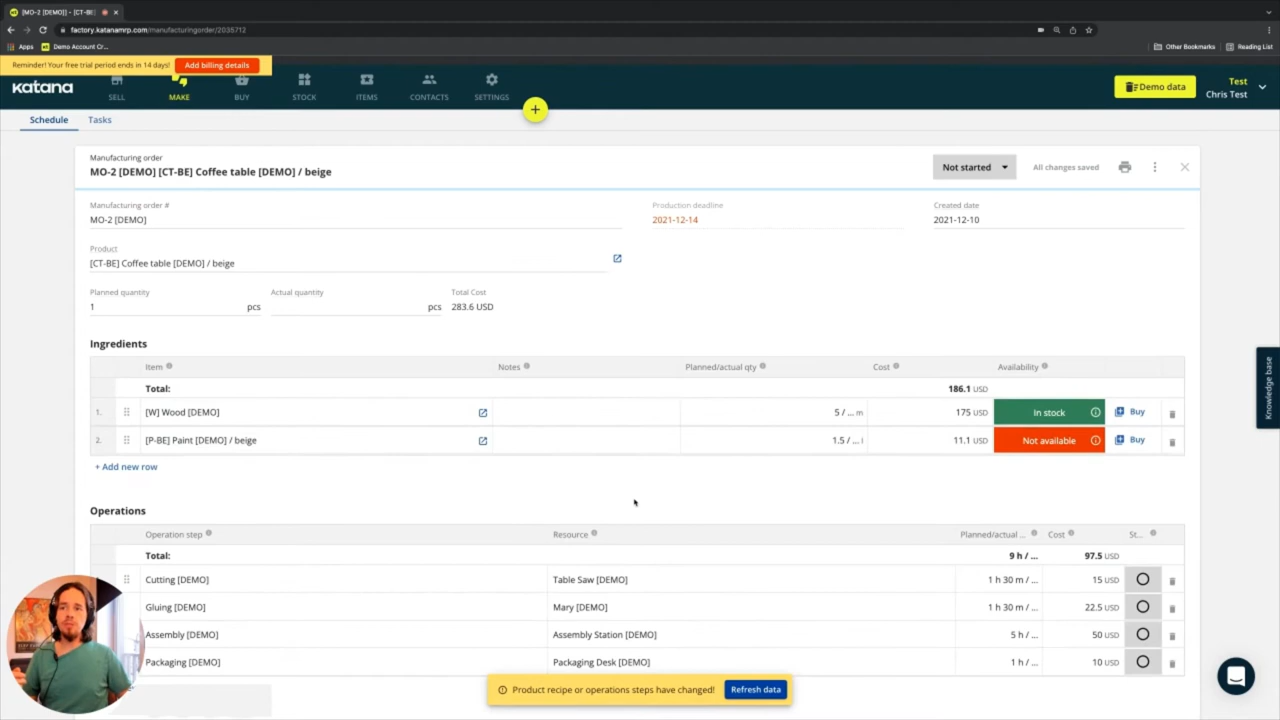 [MO-2 [DEMO]] - [CT-BE]
factory.katanamrp.com/manufacturingorder/2035712
Apps
Demo Account Cr...
Other Bookmarks
Reading List
Reminder! Your free trial period ends in 14 days!
Add billing details
katana
SELL
MAKE
BUY
STOCK
ITEMS
CONTACTS
SETTINGS
+
Demo data
Test
Chris Test
Schedule
Tasks
Manufacturing order
MO-2 [DEMO] [CT-BE] Coffee table [DEMO] / beige
Not started
All changes saved
Manufacturing order #
Production deadline
Created date
MO-2 [DEMO]
2021-12-14
2021-12-10
Product
[CT-BE] Coffee table [DEMO] / beige
Planned quantity
Actual quantity
Total Cost
1 pcs
pcs
283.6 USD
Ingredients
Item
Notes
Planned/actual qty
Cost
Availability
Total:
186.1 USD
1. [W] Wood [DEMO] 5 / ... m 175 USD In stock Buy
2. [P-BE] Paint [DEMO] / beige 1.5 / ... l 11.1 USD Not available Buy
+ Add new row
Knowledge base
Operations
Operation step
Resource
Planned/actual ...
Cost
St...
Total: 9 h / ... 97.5 USD
Cutting [DEMO] Table Saw [DEMO] 1 h 30 m / ... 15 USD
Gluing [DEMO] Mary [DEMO] 1 h 30 m / ... 22.5 USD
Assembly [DEMO] Assembly Station [DEMO] 5 h / ... 50 USD
Packaging [DEMO] Packaging Desk [DEMO] 1 h / ... 10 USD
Product recipe or operations steps have changed!
Refresh data